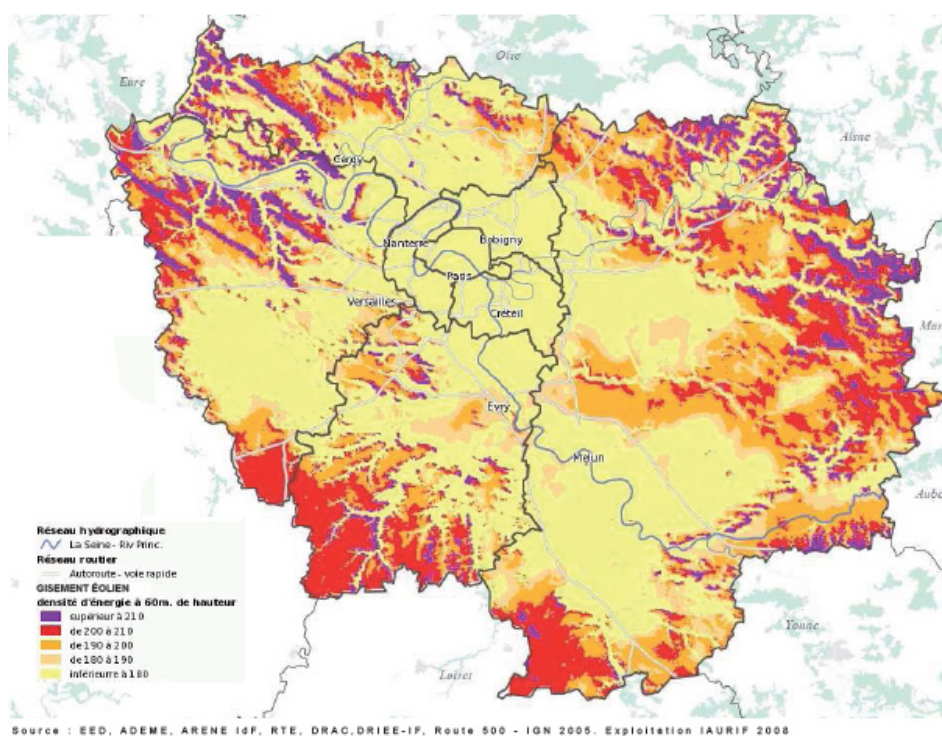 Oise
Eure
Aisne
Cergy
Nanterre
Bobigny
Paris
Versailles
Créteil
Mar
Evry
Melun
Aube
Yonne
Loiret
Réseau hydrographique
La Seine - Riv Princ.
Réseau routier
Autoroute - voie rapide
GISEMENT ÉOLIEN
densité d'énergie à 60m. de hauteur
supérieur à 210
de 200 à 210
de 190 à 200
de 180 à 190
inférieurre à 180
Source : EED, ADEME, ARENE IdF, RTE, DRAC,DRIEE-IF, Route 500 - IGN 2005. Exploitation IAURIF 2008